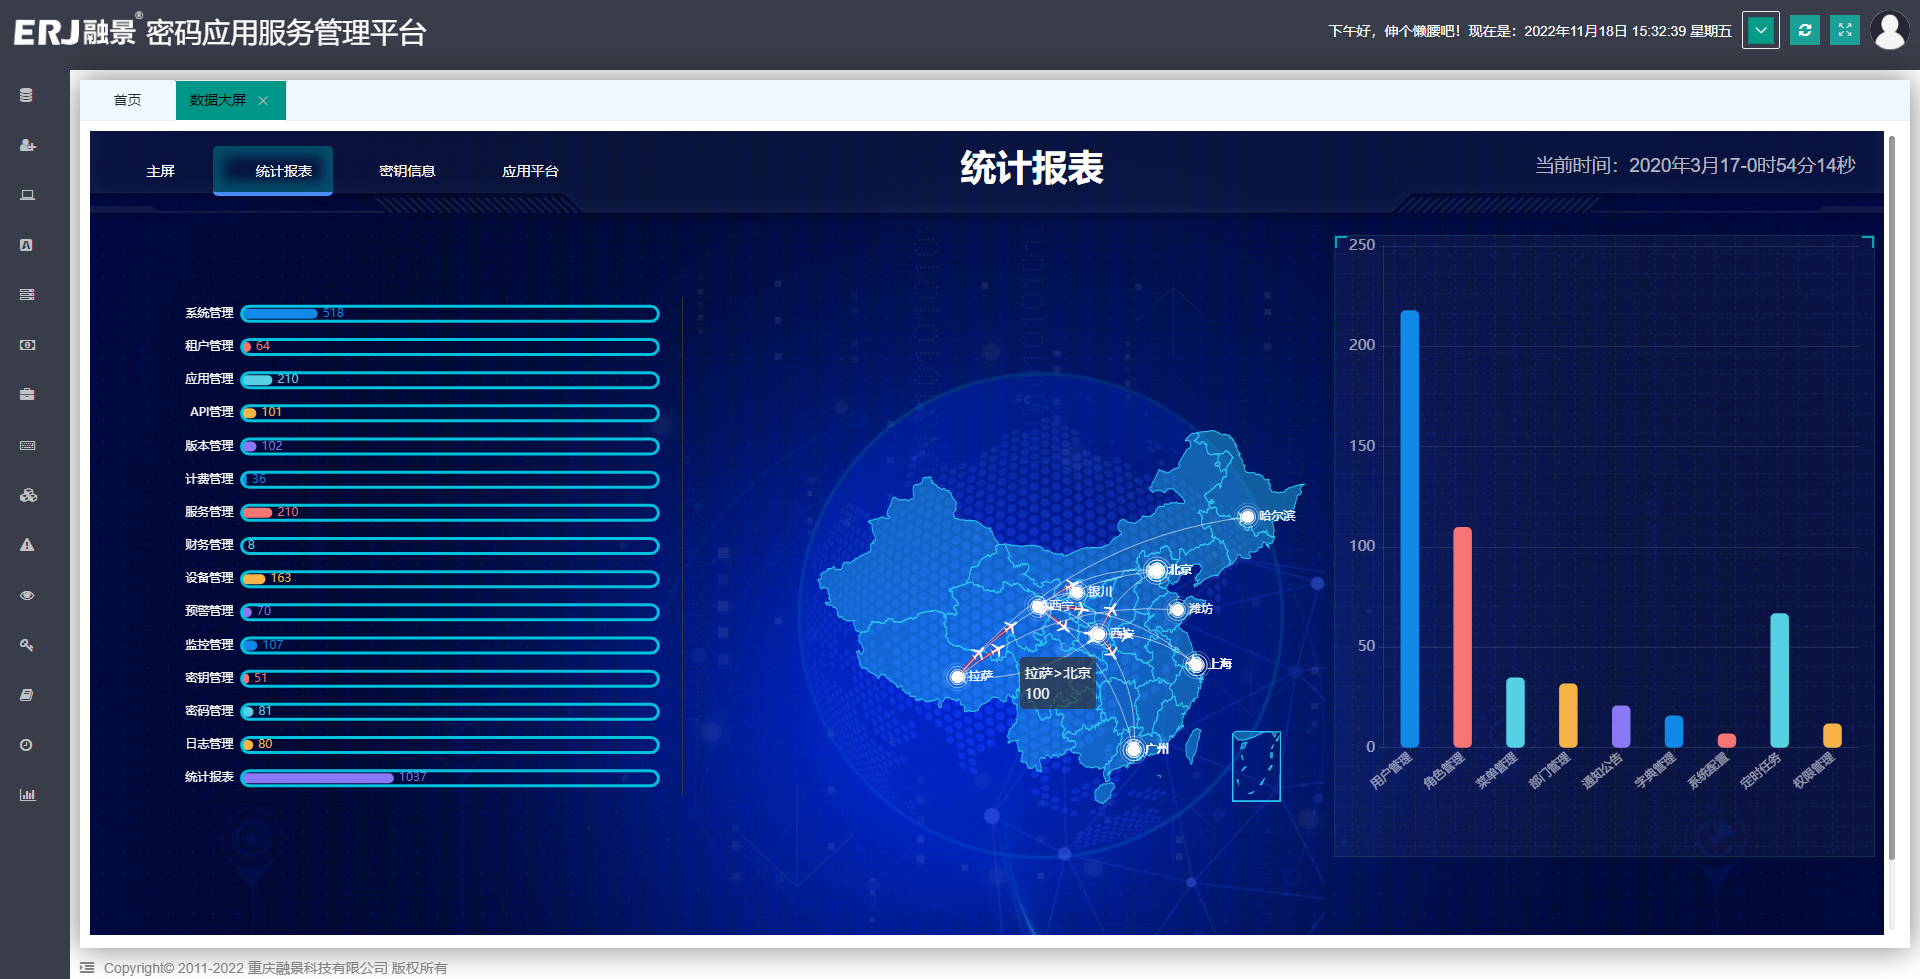 ERJ融景® 密码应用服务管理平台
下午好，伸个懒腰吧！现在是：2022年11月18日 15:32:39 星期五
首页
数据大屏
主屏
统计报表
密钥信息
应用平台
统计报表
当前时间：2020年3月17-0时54分14秒
系统管理 518
租户管理 64
应用管理 210
API管理 101
版本管理 102
计费管理 36
服务管理 210
财务管理 8
设备管理 163
预警管理 70
监控管理 107
密钥管理 51
密码管理 81
日志管理 80
统计报表 1037
哈尔滨
北京
银川
西宁
潍坊
西安
上海
拉萨
拉萨>北京
100
广州
250
200
150
100
50
0
用户管理
角色管理
菜单管理
部门管理
通知公告
字典管理
系统配置
定时任务
权限管理
Copyright© 2011-2022 重庆融景科技有限公司 版权所有